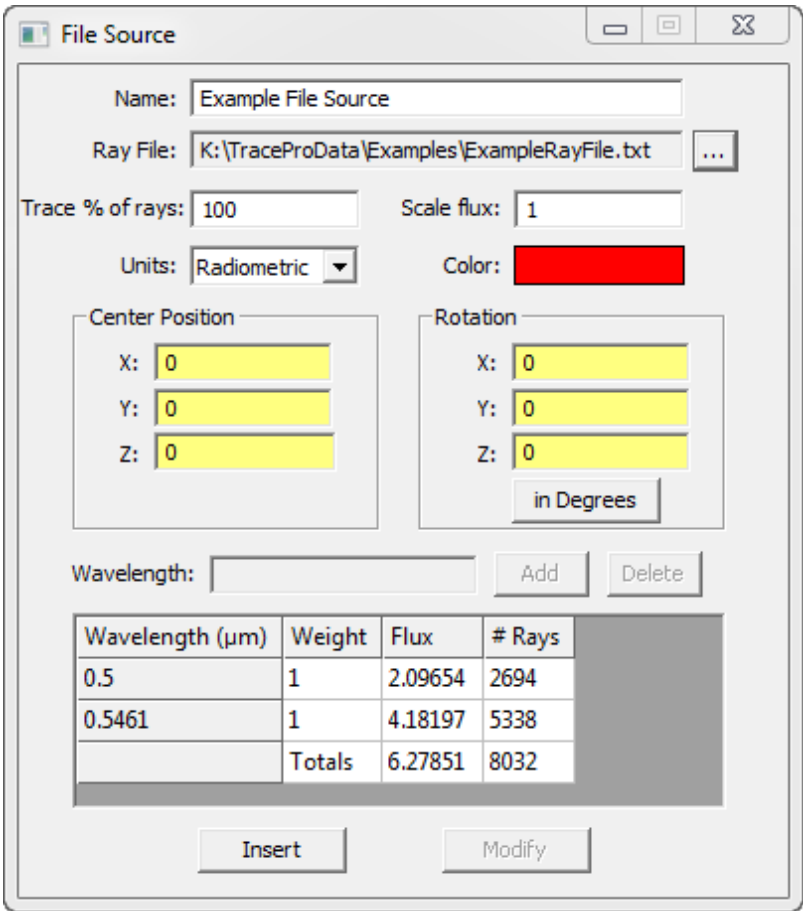 File Source
Name: Example File Source
Ray File: K:\TraceProData\Examples\ExampleRayFile.txt ...
Trace % of rays: 100 Scale flux: 1
Units: Radiometric Color:
Center Position Rotation
X: 0 X: 0
Y: 0 Y: 0
Z: 0 Z: 0
in Degrees
Wavelength: Add Delete
Wavelength (µm) Weight Flux # Rays
0.5 1 2.09654 2694
0.5461 1 4.18197 5338
Totals 6.27851 8032
Insert Modify